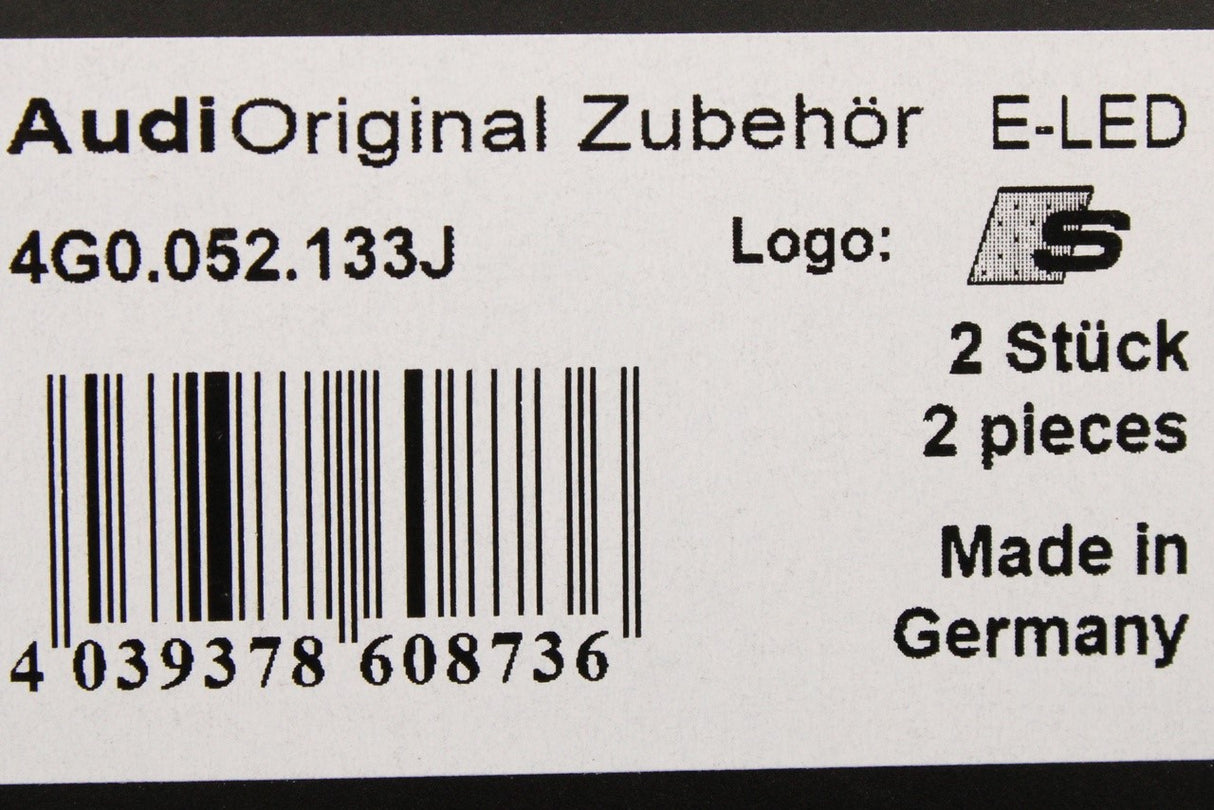 Audi Original Zubehör E-LED
4G0.052.133J
Logo: S
2 Stück
2 pieces
Made in
Germany
4 039378 608736